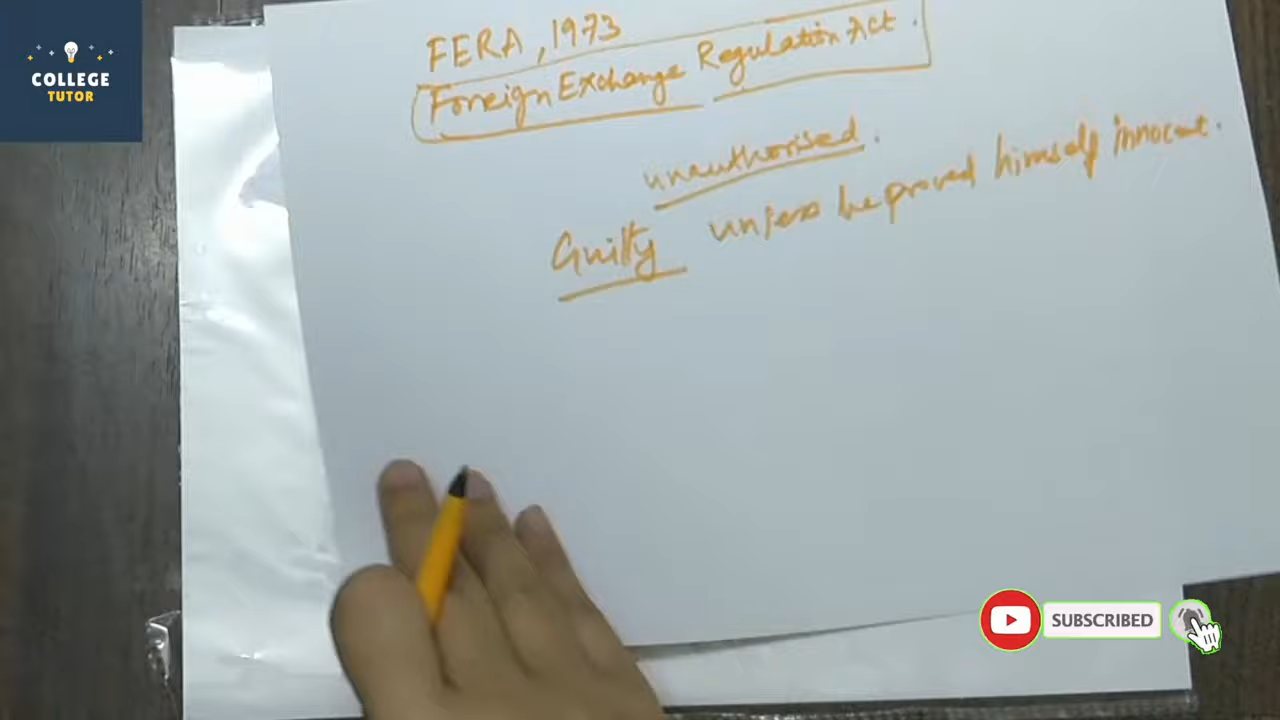 COLLEGE
TUTOR
FERA, 1973
Foreign Exchange Regulation Act.
unauthorised.
Guilty unless he proved himself innocent.
SUBSCRIBED